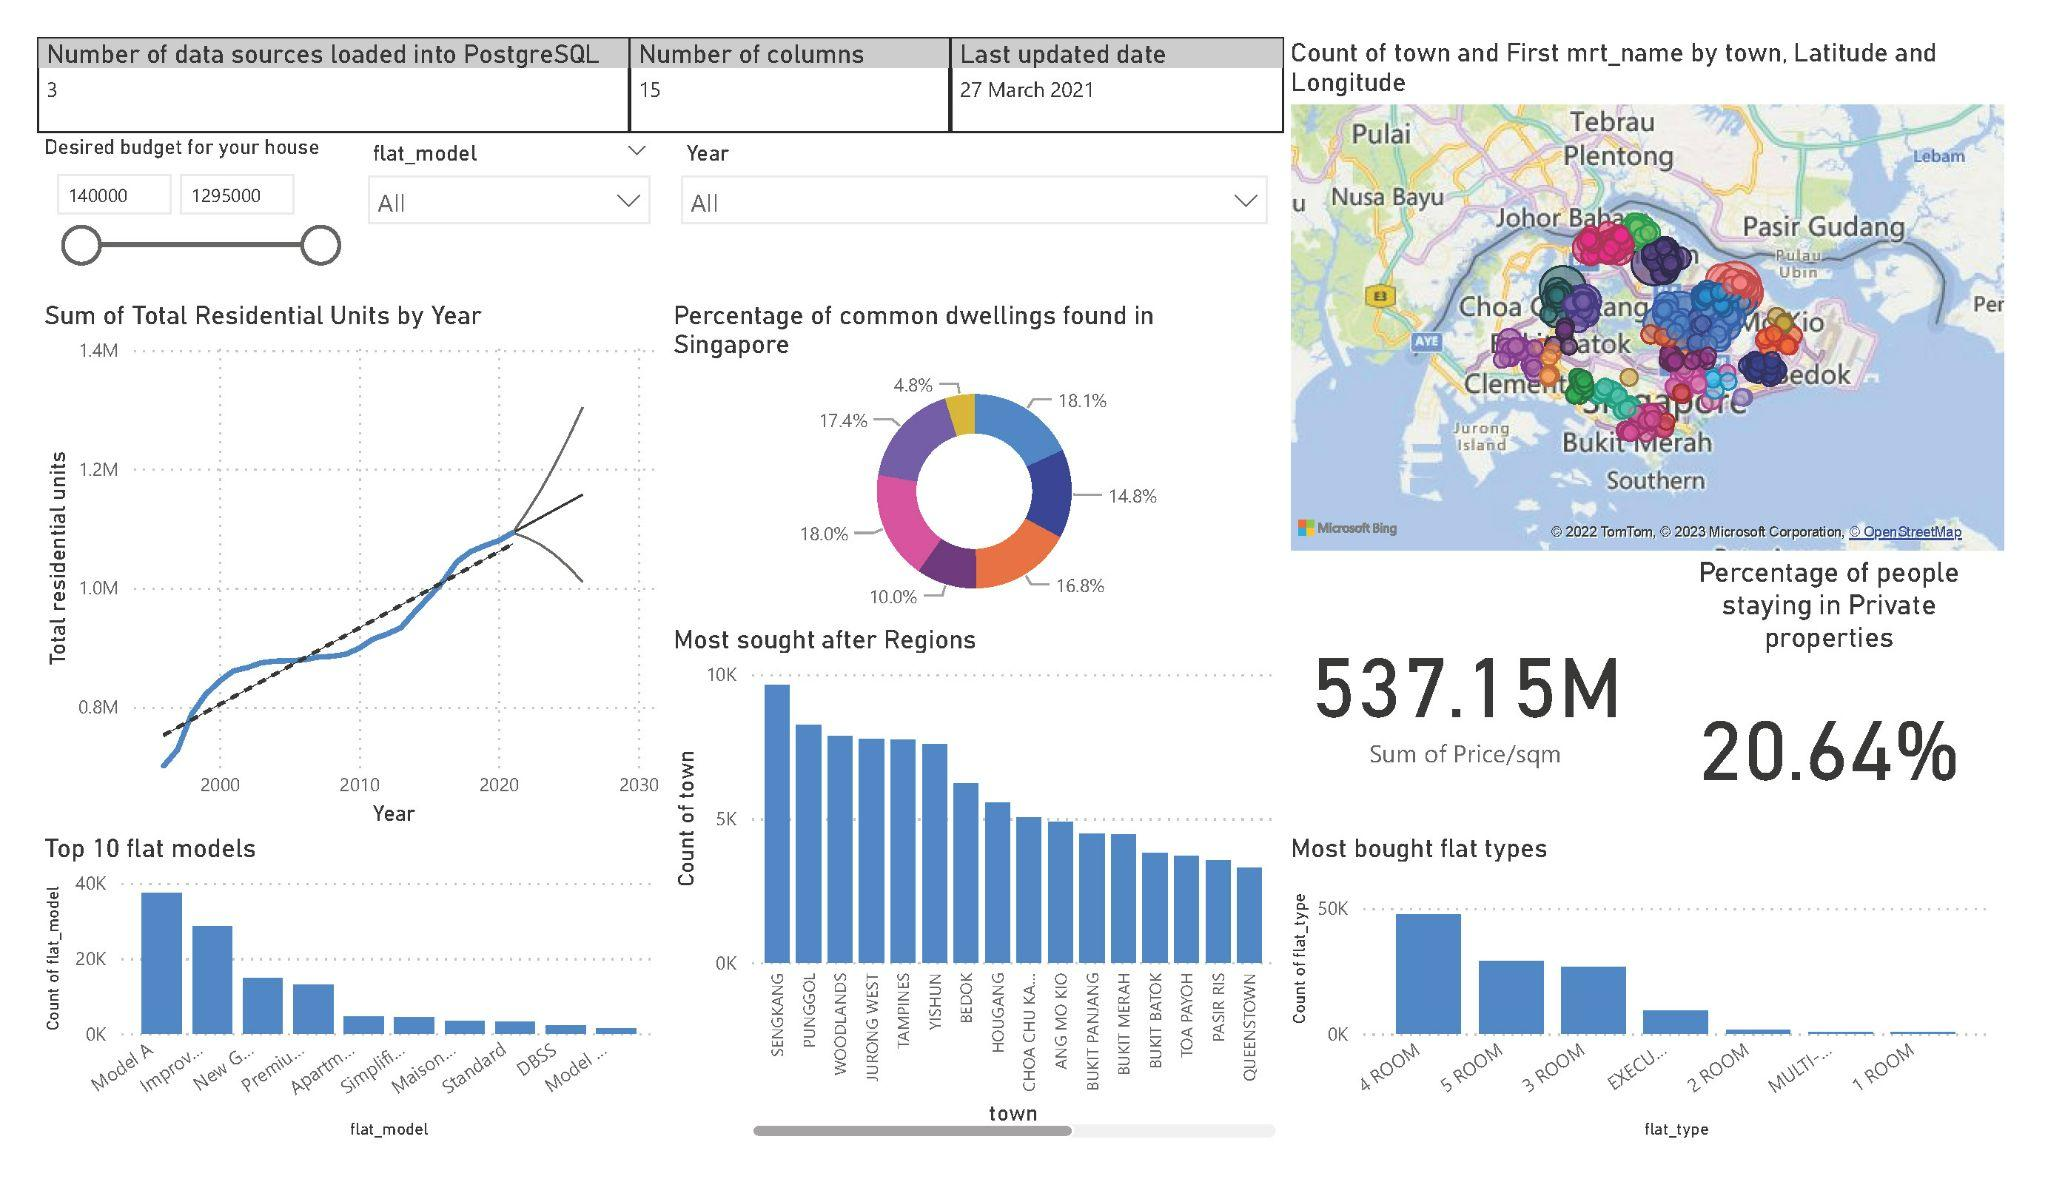 Number of data sources loaded into PostgreSQL
Number of columns
Last updated date
3
15
27 March 2021
Desired budget for your house
140000
1295000
flat_model
All
Year
All
Count of town and First mrt_name by town, Latitude and
Longitude
Pulai
Tebrau
Plentong
Lebam
u
Nusa Bayu
Johor Baha
Pasir Gudang
Pulau
Ubin
E3
Choa
ang
Mo Kio
Per
AYE
atok
Clement
Bedok
Singapore
Jurong
Island
Bukit Merah
Southern
Microsoft Bing
© 2022 TomTom, © 2023 Microsoft Corporation, © OpenStreetMap
Sum of Total Residential Units by Year
1.4M
1.2M
1.0M
0.8M
Total residential units
2000
2010
2020
2030
Year
Percentage of common dwellings found in
Singapore
4.8%
18.1%
17.4%
14.8%
18.0%
16.8%
10.0%
Most sought after Regions
10K
5K
0K
Count of town
SENGKANG
PUNGGOL
WOODLANDS
JURONG WEST
TAMPINES
YISHUN
BEDOK
HOUGANG
CHOA CHU KA...
ANG MO KIO
BUKIT PANJANG
BUKIT MERAH
BUKIT BATOK
TOA PAYOH
PASIR RIS
QUEENSTOWN
town
537.15M
Sum of Price/sqm
Percentage of people
staying in Private
properties
20.64%
Top 10 flat models
40K
20K
0K
Count of flat_model
Model A
Improv...
New G...
Premiu...
Apartm...
Simplifi...
Maison...
Standard
DBSS
Model ...
flat_model
Most bought flat types
50K
0K
Count of flat_type
4 ROOM
5 ROOM
3 ROOM
EXECU...
2 ROOM
MULTI-...
1 ROOM
flat_type